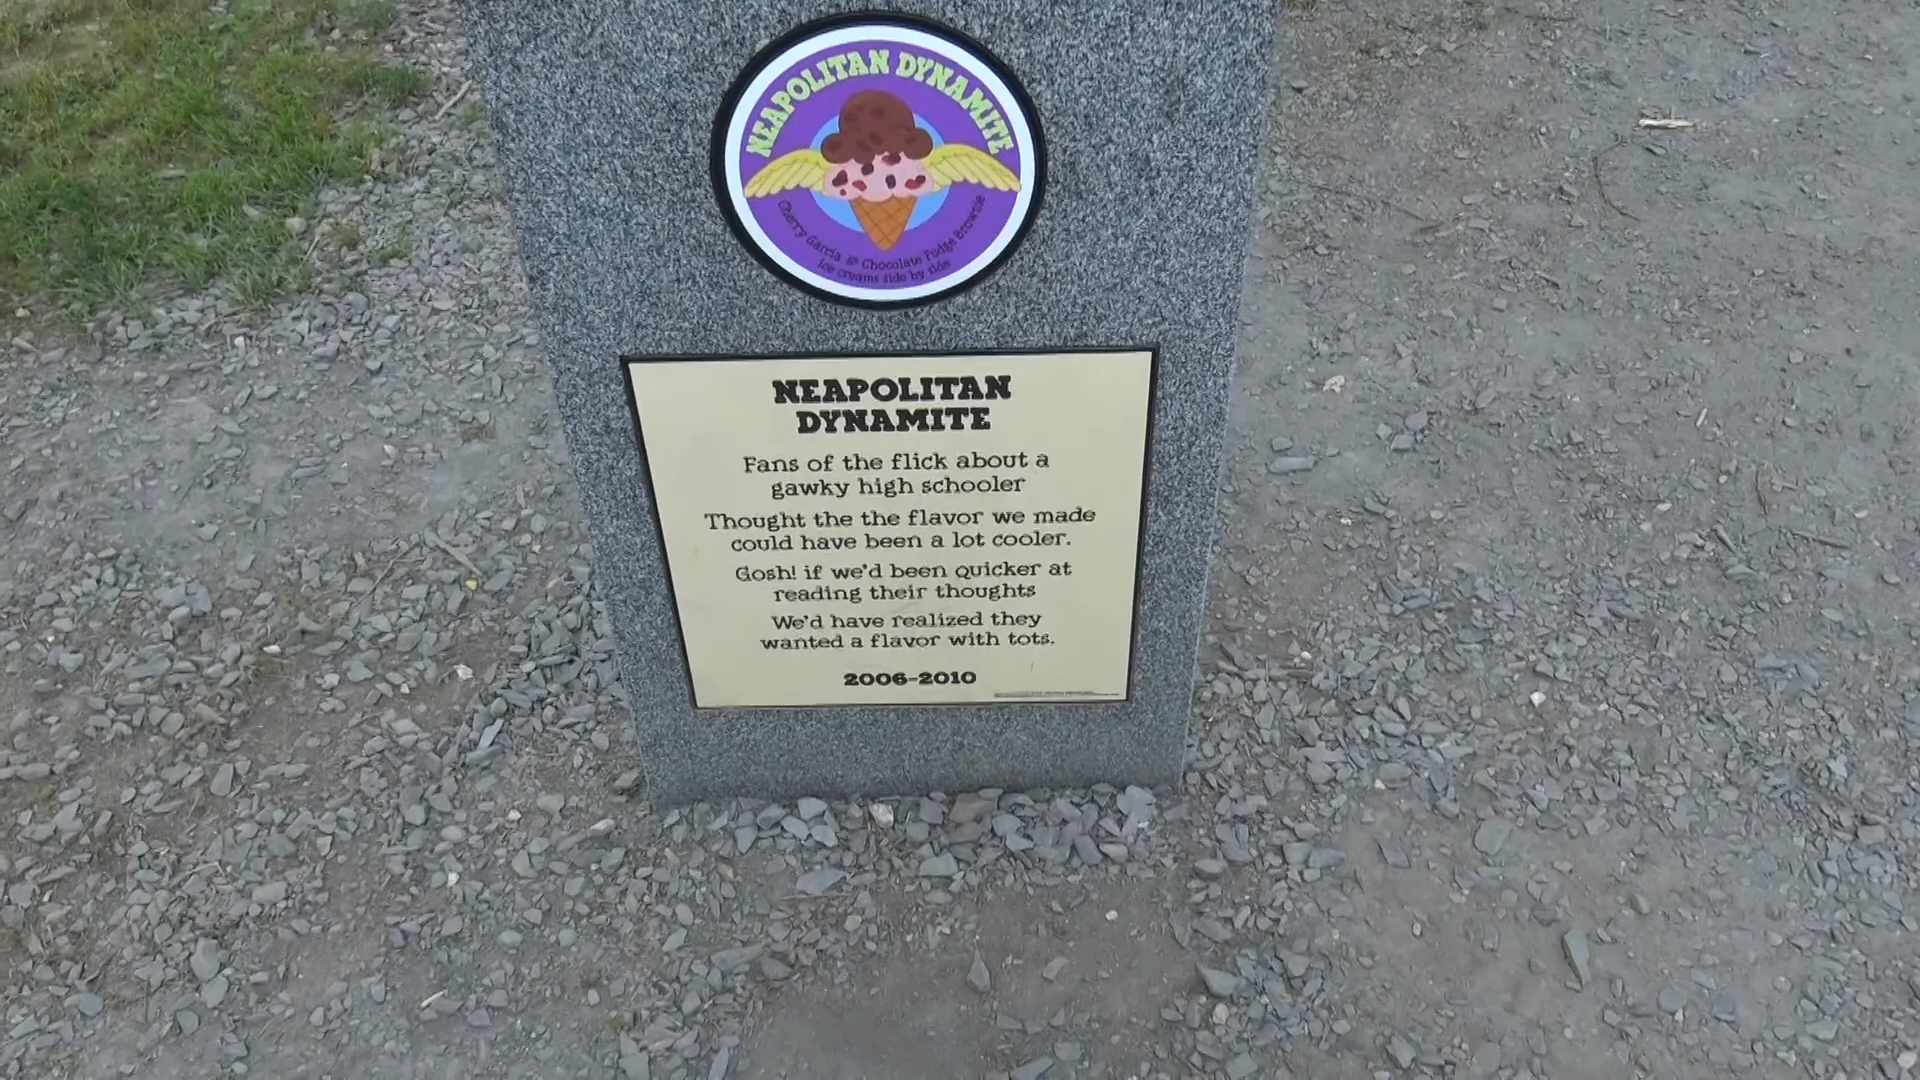 NEAPOLITAN DYNAMITE
Cherry Garcia & Chocolate Fudge Brownie
ice creams side by side
NEAPOLITAN
DYNAMITE
Fans of the flick about a
gawky high schooler
Thought the the flavor we made
could have been a lot cooler.
Gosh! if we'd been quicker at
reading their thoughts
We'd have realized they
wanted a flavor with tots.
2006-2010